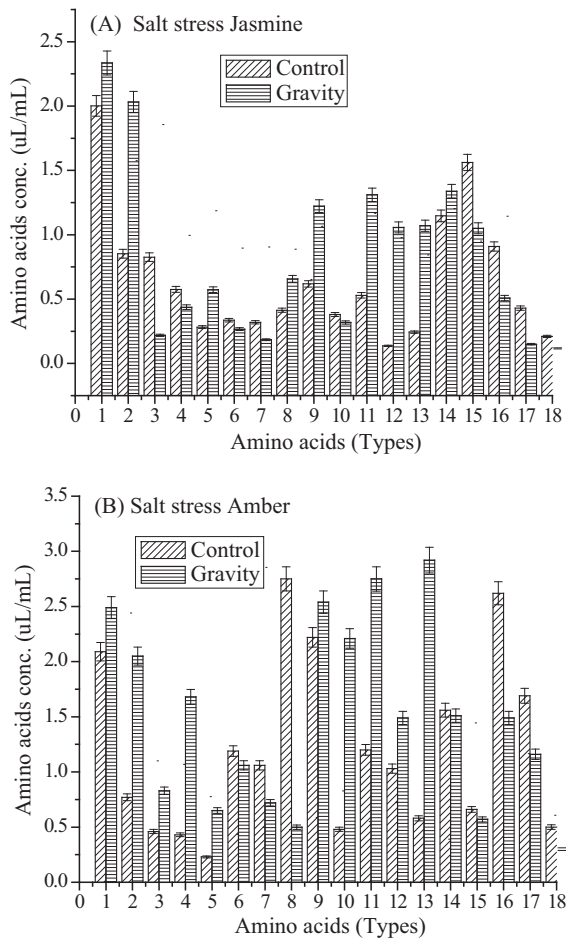 (A) Salt stress Jasmine
Control
Gravity
2.5
2.0
1.5
1.0
0.5
0.0
Amino acids conc. (uL/mL)
0 1 2 3 4 5 6 7 8 9 10 11 12 13 14 15 16 17 18
Amino acids (Types)
(B) Salt stress Amber
Control
Gravity
3.5
3.0
2.5
2.0
1.5
1.0
0.5
0.0
Amino acids conc. (uL/mL)
0 1 2 3 4 5 6 7 8 9 10 11 12 13 14 15 16 17 18
Amino acids (Types)